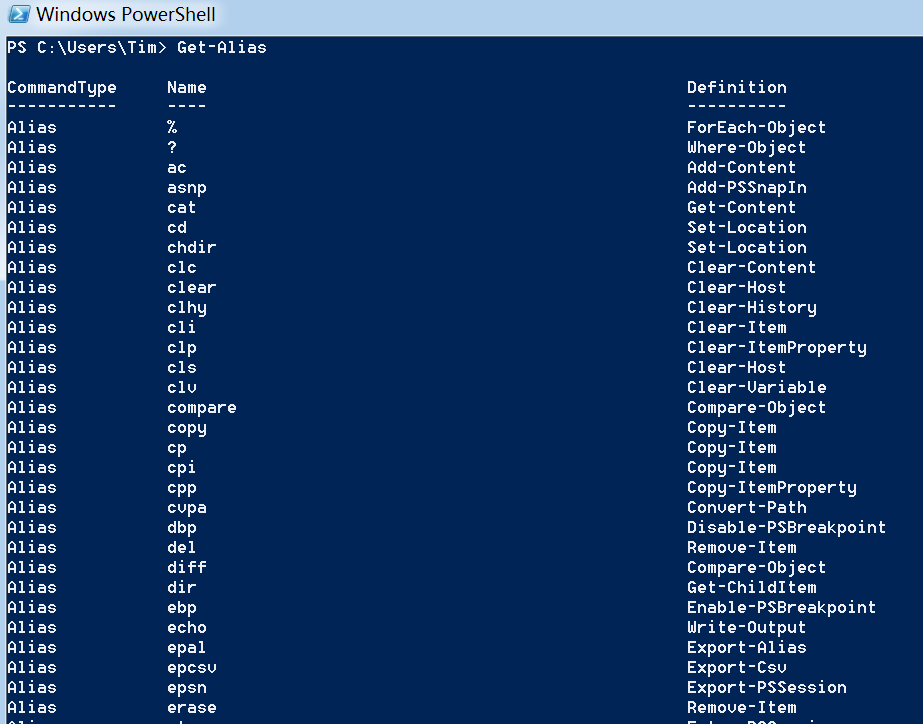 Windows PowerShell
PS C:\Users\Tim> Get-Alias
CommandType Name Definition
----------- ---- ----------
Alias % ForEach-Object
Alias ? Where-Object
Alias ac Add-Content
Alias asnp Add-PSSnapIn
Alias cat Get-Content
Alias cd Set-Location
Alias chdir Set-Location
Alias clc Clear-Content
Alias clear Clear-Host
Alias clhy Clear-History
Alias cli Clear-Item
Alias clp Clear-ItemProperty
Alias cls Clear-Host
Alias clv Clear-Variable
Alias compare Compare-Object
Alias copy Copy-Item
Alias cp Copy-Item
Alias cpi Copy-Item
Alias cpp Copy-ItemProperty
Alias cvpa Convert-Path
Alias dbp Disable-PSBreakpoint
Alias del Remove-Item
Alias diff Compare-Object
Alias dir Get-ChildItem
Alias ebp Enable-PSBreakpoint
Alias echo Write-Output
Alias epal Export-Alias
Alias epcsv Export-Csv
Alias epsn Export-PSSession
Alias erase Remove-Item